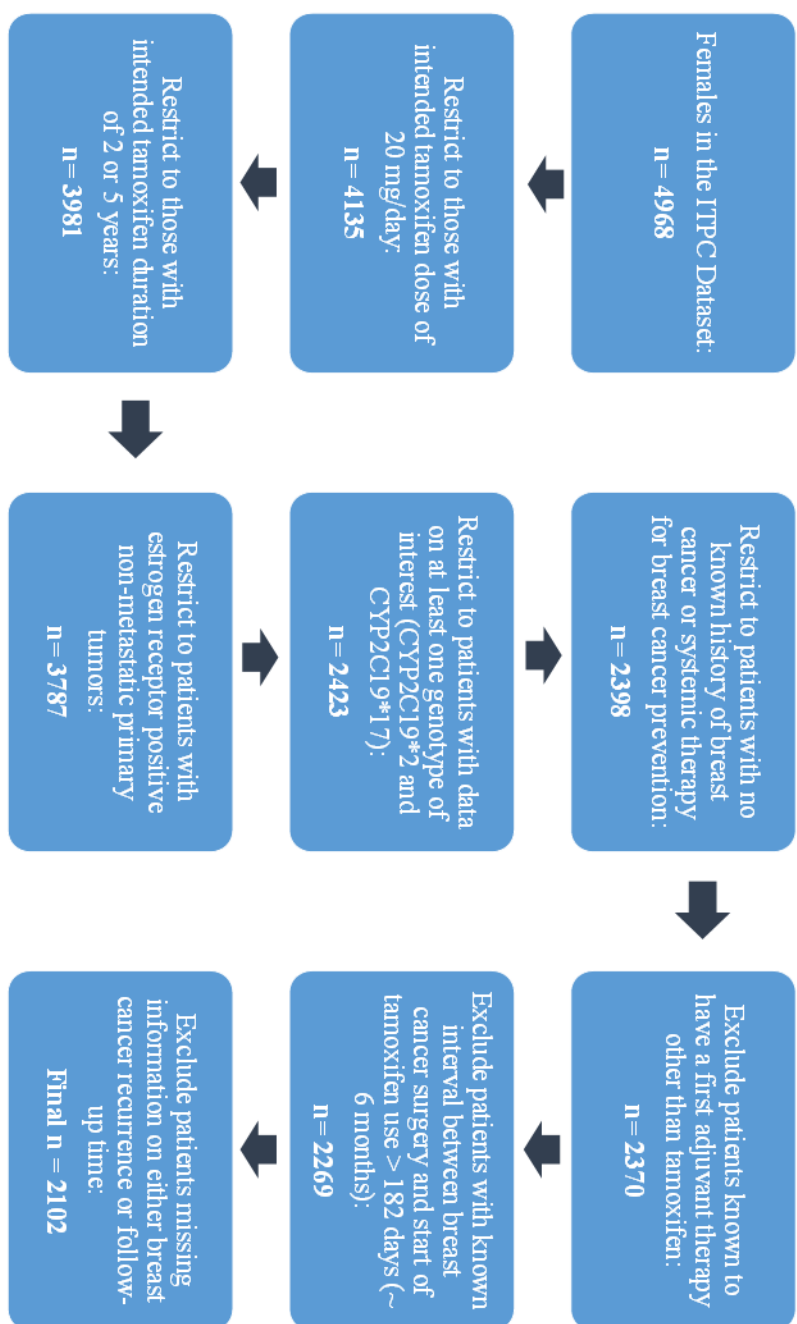 Females in the ITPC Dataset:
n= 4968
Restrict to those with
intended tamoxifen dose of
20 mg/day:
n= 4135
Restrict to those with
intended tamoxifen duration
of 2 or 5 years:
n= 3981
Restrict to patients with
estrogen receptor positive
non-metastatic primary
tumors:
n= 3787
Restrict to patients with data
on at least one genotype of
interest (CYP2C19*2 and
CYP2C19*17):
n= 2423
Restrict to patients with no
known history of breast
cancer or systemic therapy
for breast cancer prevention:
n= 2398
Exclude patients known to
have a first adjuvant therapy
other than tamoxifen:
n= 2370
Exclude patients with known
interval between breast
cancer surgery and start of
tamoxifen use > 182 days (~
6 months):
n= 2269
Exclude patients missing
information on either breast
cancer recurrence or follow-
up time:
Final n = 2102